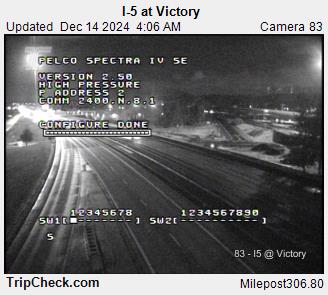 I-5 at Victory
Updated Dec 14 2024 4:06 AM Camera 83
PELCO SPECTRA IV SE
VERSION 2.50
HIGH PRESSURE
P ADDRESS 2
COMM 2400,N,8,1
CONFIGURE DONE
12345678 1234567890
SW1[■-------] SW2[----------]
S
83 - I5 @ Victory
TripCheck.com Milepost306.80